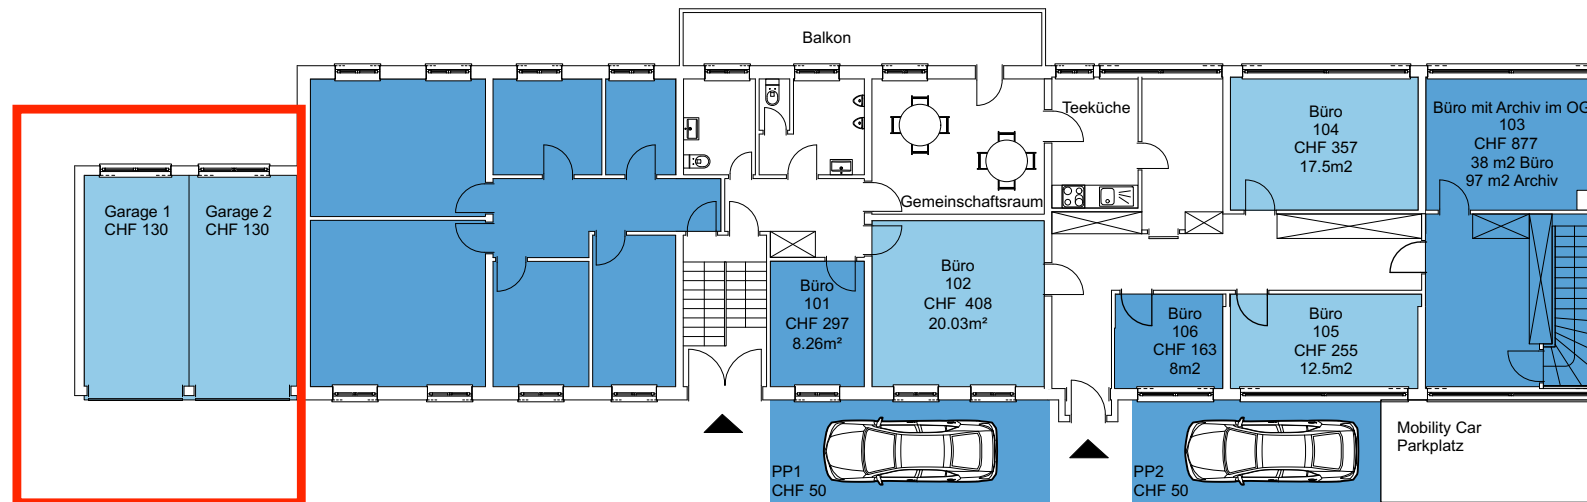 Balkon
Teeküche
Gemeinschaftsraum
Garage 1
CHF 130
Garage 2
CHF 130
Büro
104
CHF 357
17.5m2
Büro mit Archiv im OG
103
CHF 877
38 m2 Büro
97 m2 Archiv
Büro
101
CHF 297
8.26m²
Büro
102
CHF 408
20.03m²
Büro
106
CHF 163
8m2
Büro
105
CHF 255
12.5m2
PP1
CHF 50
PP2
CHF 50
Mobility Car
Parkplatz